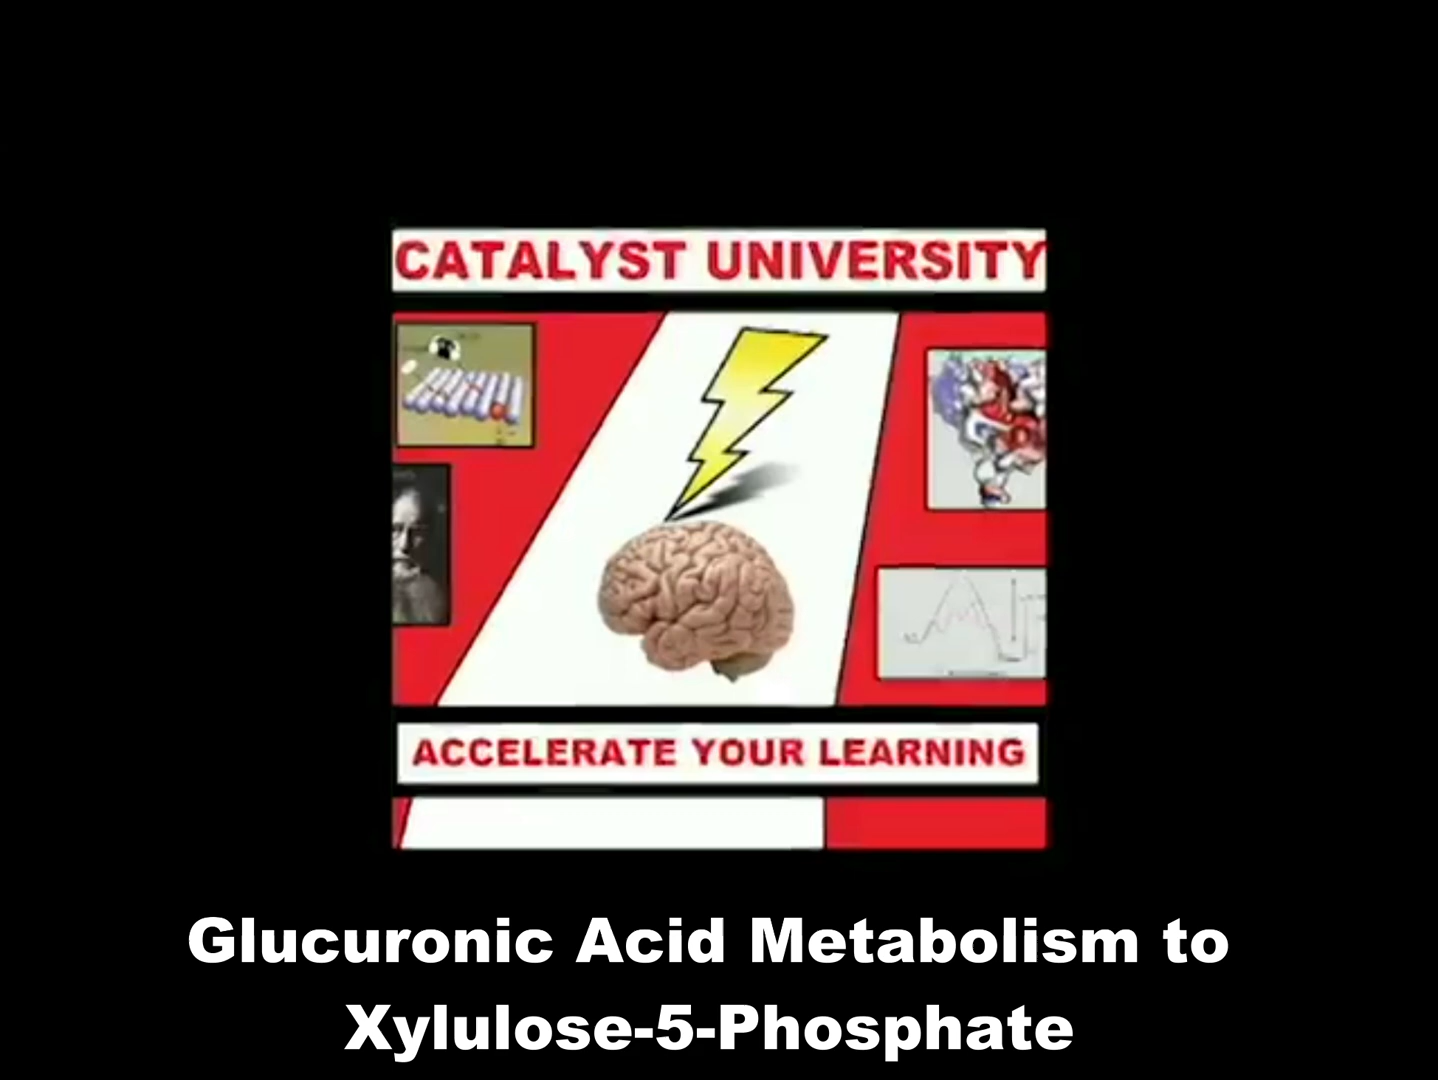 CATALYST UNIVERSITY
ACCELERATE YOUR LEARNING
Glucuronic Acid Metabolism to
Xylulose-5-Phosphate